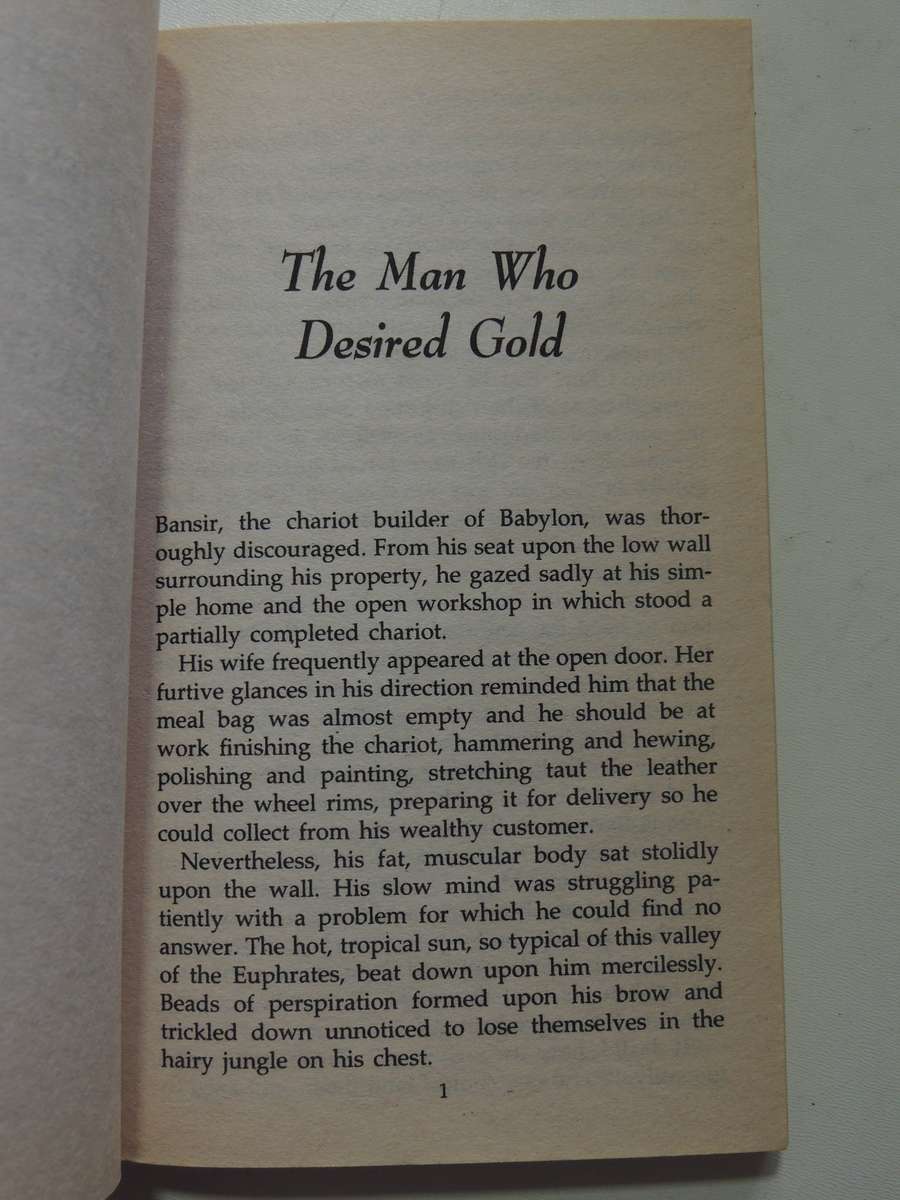 The Man Who
Desired Gold
Bansir, the chariot builder of Babylon, was thor-
oughly discouraged. From his seat upon the low wall
surrounding his property, he gazed sadly at his sim-
ple home and the open workshop in which stood a
partially completed chariot.
His wife frequently appeared at the open door. Her
furtive glances in his direction reminded him that the
meal bag was almost empty and he should be at
work finishing the chariot, hammering and hewing,
polishing and painting, stretching taut the leather
over the wheel rims, preparing it for delivery so he
could collect from his wealthy customer.
Nevertheless, his fat, muscular body sat stolidly
upon the wall. His slow mind was struggling pa-
tiently with a problem for which he could find no
answer. The hot, tropical sun, so typical of this valley
of the Euphrates, beat down upon him mercilessly.
Beads of perspiration formed upon his brow and
trickled down unnoticed to lose themselves in the
hairy jungle on his chest.
1